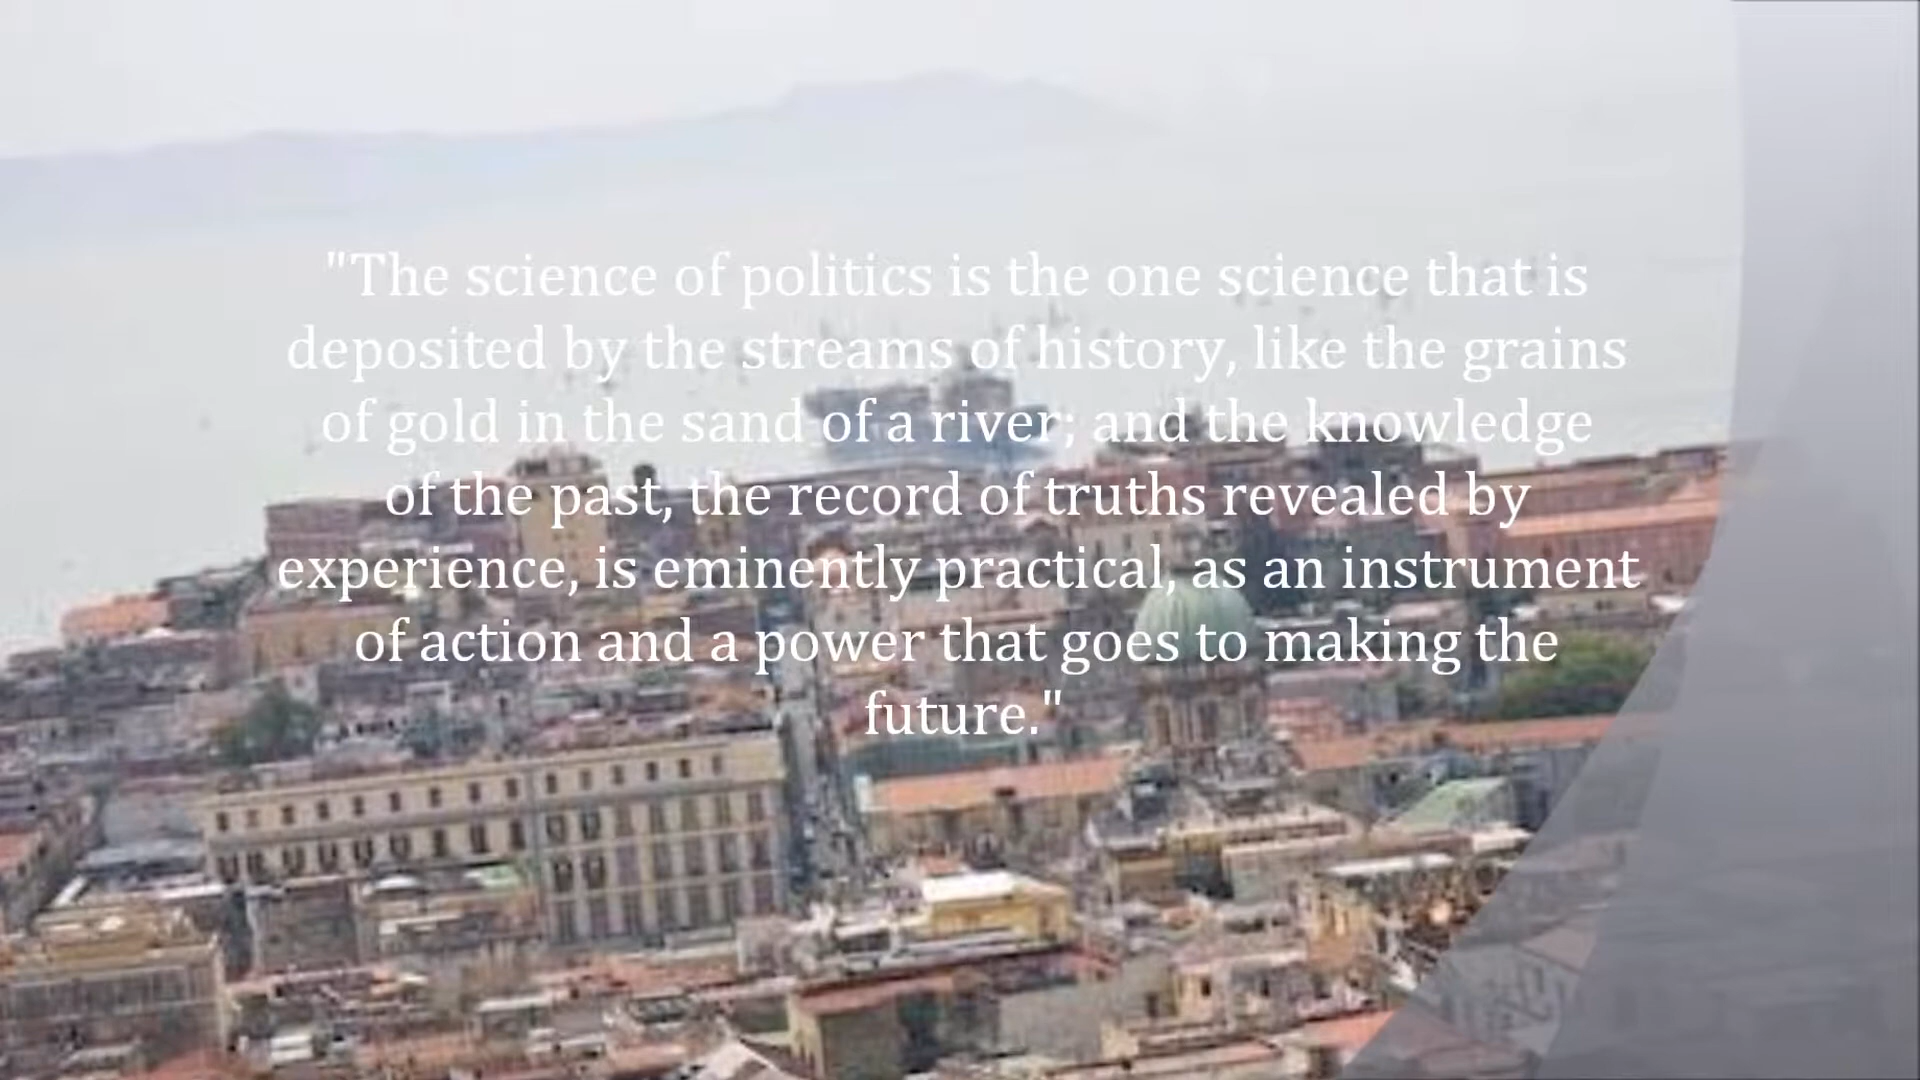 "The science of politics is the one science that is
deposited by the streams of history, like the grains
of gold in the sand of a river; and the knowledge
of the past, the record of truths revealed by
experience, is eminently practical, as an instrument
of action and a power that goes to making the
future."